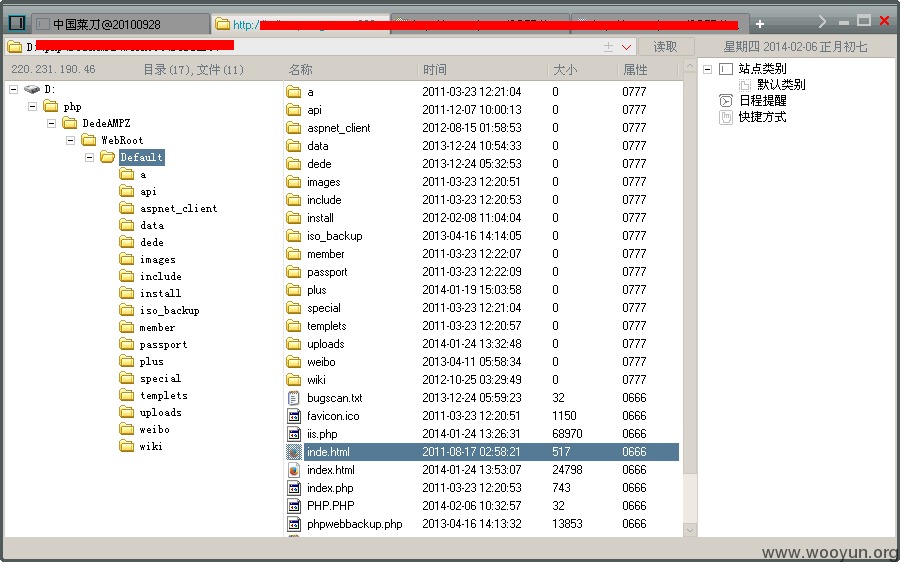 中国菜刀@20100928 http:/
D:
读取 星期四 2014-02-06 正月初七
220.231.190.46 目录(17),文件(11)
名称 时间 大小 属性
D:
php
DedeAMPZ
WebRoot
Default
a
api
aspnet_client
data
dede
images
include
install
iso_backup
member
passport
plus
special
templets
uploads
weibo
wiki
a 2011-03-23 12:21:04 0 0777
api 2011-12-07 10:00:13 0 0777
aspnet_client 2012-08-15 01:58:53 0 0777
data 2013-12-24 10:54:33 0 0777
dede 2013-12-24 05:32:53 0 0777
images 2011-03-23 12:20:51 0 0777
include 2011-03-23 12:20:53 0 0777
install 2012-02-08 11:04:04 0 0777
iso_backup 2013-04-16 14:14:05 0 0777
member 2011-03-23 12:22:07 0 0777
passport 2011-03-23 12:22:09 0 0777
plus 2014-01-19 15:03:58 0 0777
special 2011-03-23 12:21:04 0 0777
templets 2011-03-23 12:20:57 0 0777
uploads 2014-01-24 13:32:48 0 0777
weibo 2013-04-11 05:58:34 0 0777
wiki 2012-10-25 03:29:49 0 0777
bugscan.txt 2013-12-24 05:59:23 32 0666
favicon.ico 2011-03-23 12:20:51 1150 0666
iis.php 2014-01-24 13:26:31 68970 0666
inde.html 2011-08-17 02:58:21 517 0666
index.html 2014-01-24 13:53:07 24798 0666
index.php 2011-03-23 12:20:53 743 0666
PHP.PHP 2014-02-06 10:32:57 32 0666
phpwebbackup.php 2013-04-16 14:13:32 13853 0666
站点类别
默认类别
日程提醒
快捷方式
www.wooyun.org